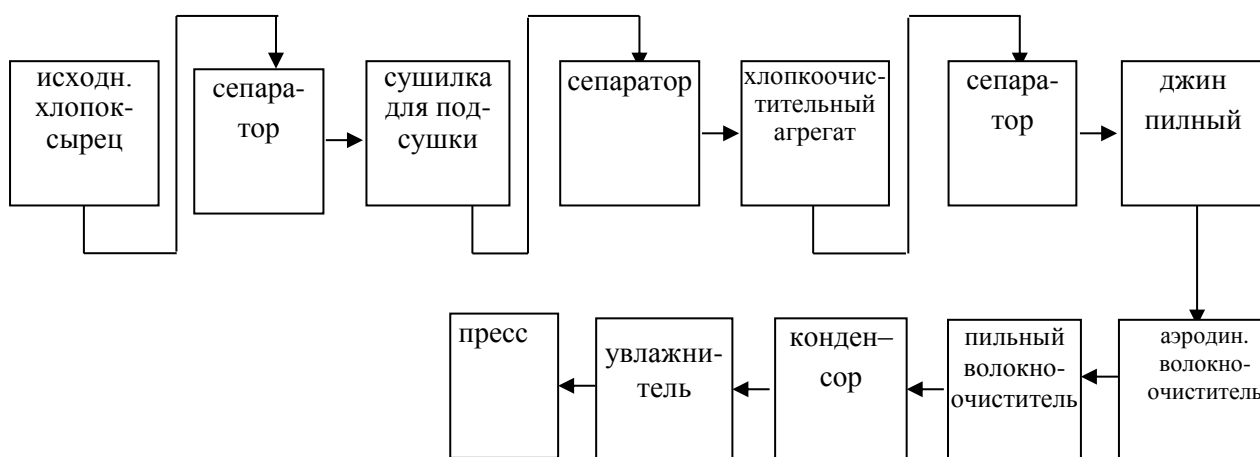 исходн.
хлопок-
сырец
сепара-
тор
сушилка
для под-
сушки
сепаратор
хлопкоочис-
тительный
агрегат
сепара-
тор
джин
пилный
пресс
увлажни-
тель
конден–
сор
пильный
волокно-
очиститель
аэродин.
волокно-
очиститель